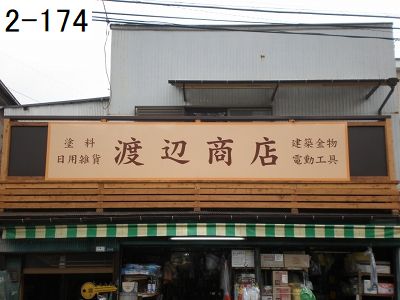 2-174
塗料
日用雑貨
渡辺商店
建築金物
電動工具